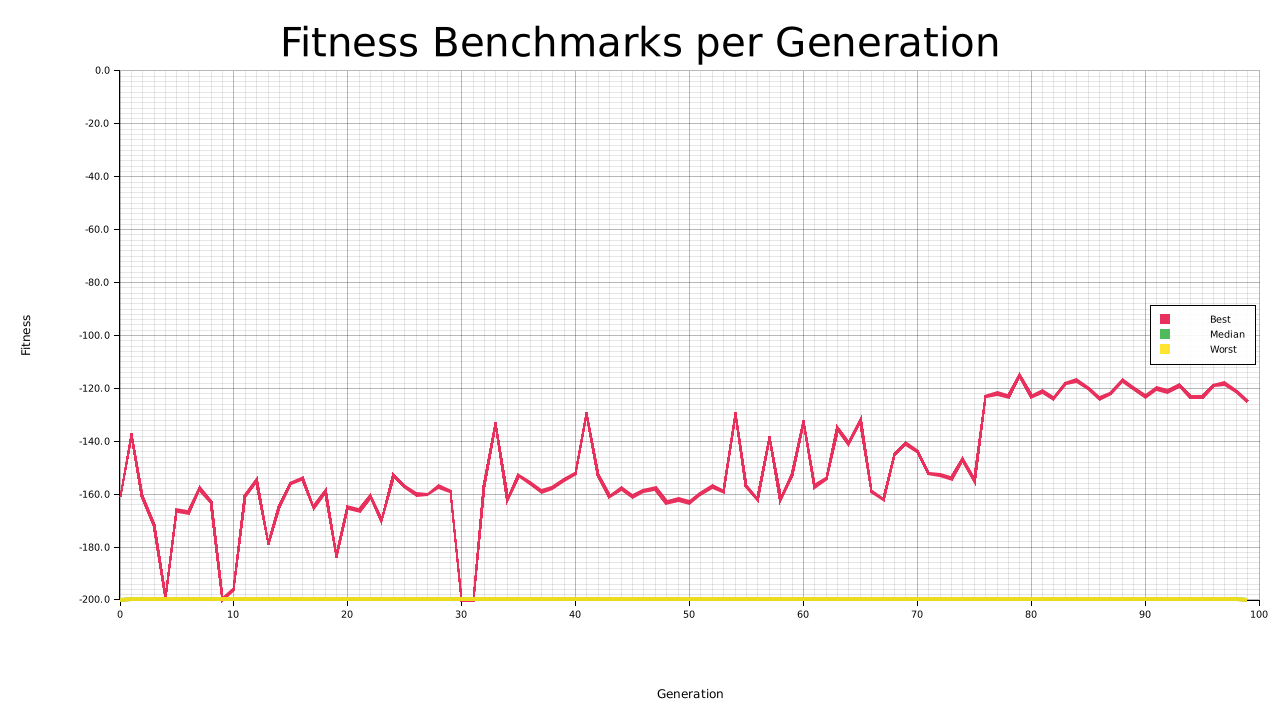 Fitness Benchmarks per Generation
0.0
-20.0
-40.0
-60.0
-80.0
-100.0
-120.0
-140.0
-160.0
-180.0
-200.0
Fitness
Best
Median
Worst
0 10 20 30 40 50 60 70 80 90 100
Generation